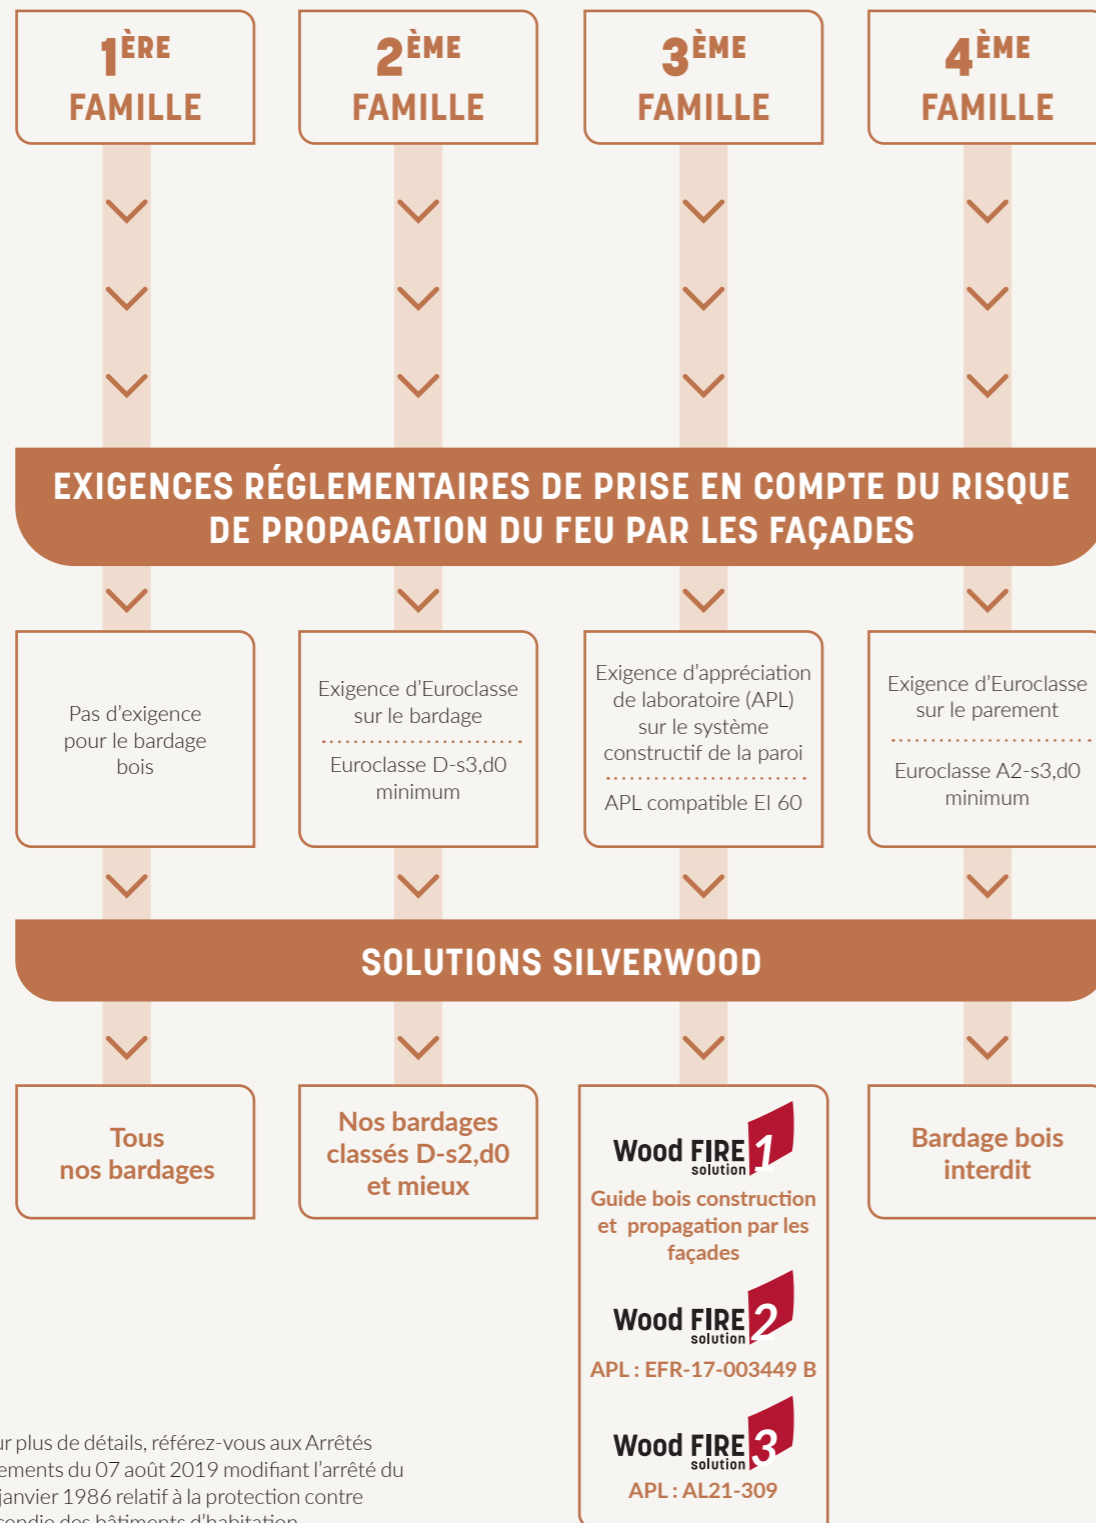 1ÈRE
FAMILLE
2ÈME
FAMILLE
3ÈME
FAMILLE
4ÈME
FAMILLE
EXIGENCES RÉGLEMENTAIRES DE PRISE EN COMPTE DU RISQUE
DE PROPAGATION DU FEU PAR LES FAÇADES
Pas d'exigence
pour le bardage
bois
Exigence d'Euroclasse
sur le bardage
Euroclasse D-s3,d0
minimum
Exigence d'appréciation
de laboratoire (APL)
sur le système
constructif de la paroi
APL compatible EI 60
Exigence d'Euroclasse
sur le parement
Euroclasse A2-s3,d0
minimum
SOLUTIONS SILVERWOOD
Tous
nos bardages
Nos bardages
classés D-s2,d0
et mieux
Wood FIRE 1
solution
Guide bois construction
et propagation par les
façades
Wood FIRE 2
solution
APL : EFR-17-003449 B
Wood FIRE 3
solution
APL : AL21-309
Bardage bois
interdit
plus de détails, référez-vous aux Arrêtés
du 07 août 2019 modifiant l'arrêté du
janvier 1986 relatif à la protection contre
des bâtiments d'habitation